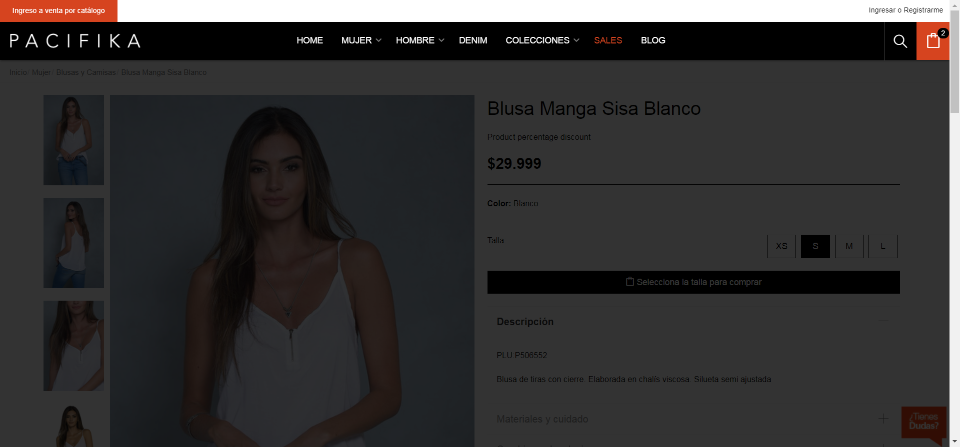 Ingreso a venta por catálogo
Ingresar o Registrarme
PACIFIKA
HOME MUJER HOMBRE DENIM COLECCIONES SALES BLOG
2
Inicio Mujer Blusas y Camisas Blusa Manga Sisa Blanco
Blusa Manga Sisa Blanco
Product percentage discount
$29.999
Color: Blanco
Talla XS S M L
Selecciona la talla para comprar
Descripción
PLU:P508552
Blusa de tiras con cierre. Elaborada en chalis viscosa. Silueta semi ajustada
Materiales y cuidado
¿Tienes
Dudas?